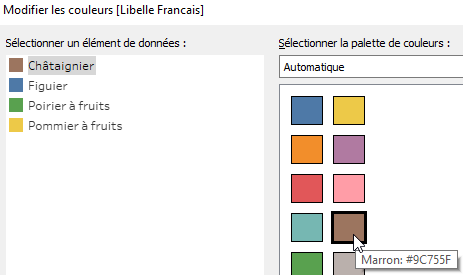 Modifier les couleurs [Libelle Francais]
Sélectionner un élément de données :
Châtaignier
Figuier
Poirier à fruits
Pommier à fruits
Sélectionner la palette de couleurs :
Automatique
Marron: #9C755F